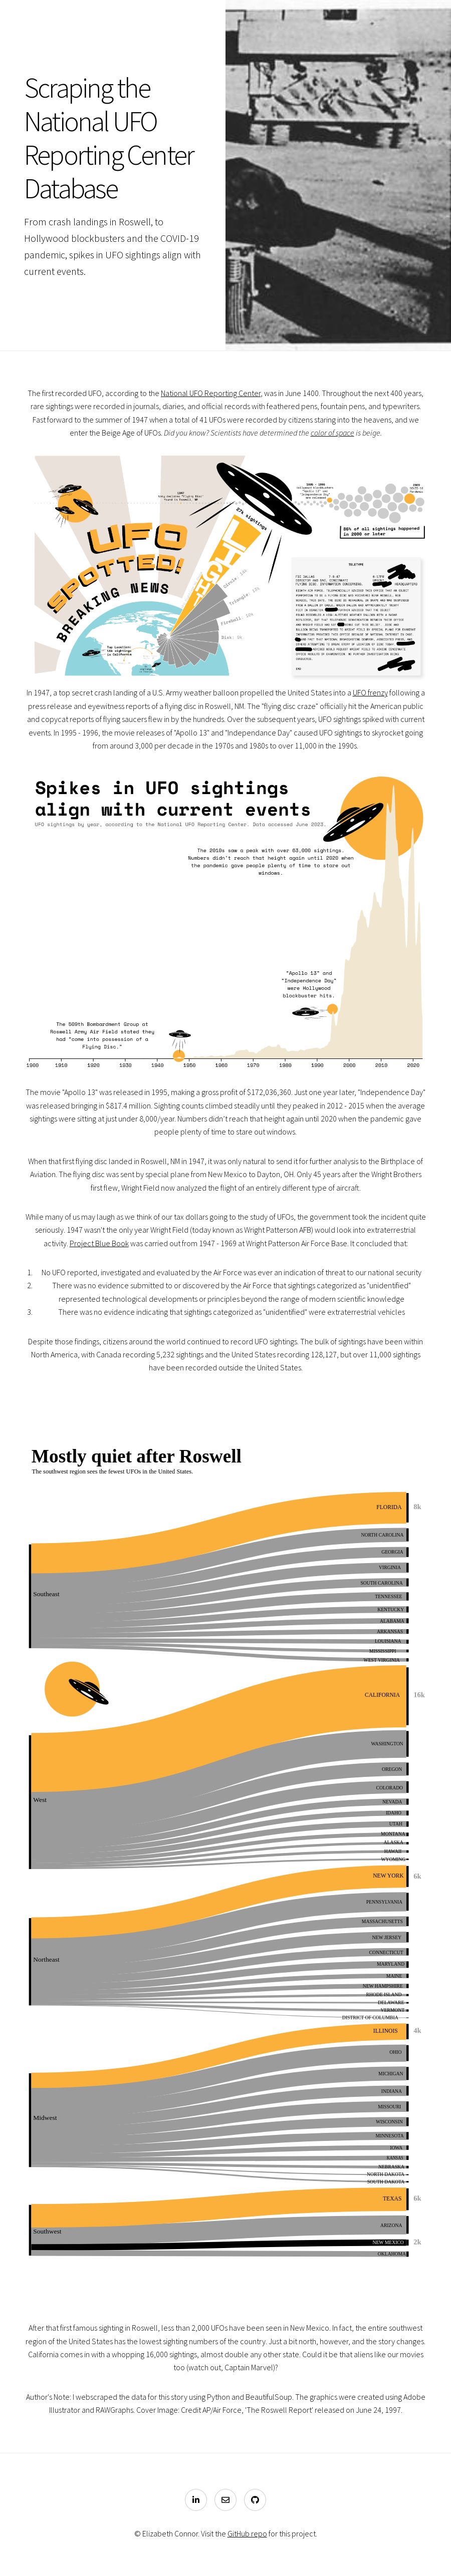 Scraping the
National UFO
Reporting Center
Database
From crash landings in Roswell, to
Hollywood blockbusters and the COVID-19
pandemic, spikes in UFO sightings align with
current events.
The first recorded UFO, according to the National UFO Reporting Center, was in June 1400. Throughout the next 400 years,
rare sightings were recorded in journals, diaries, and official records with feathered pens, fountain pens, and typewriters.
Fast forward to the summer of 1947 when a total of 41 UFOs were recorded by citizens staring into the heavens, and we
enter the Beige Age of UFOs. Did you know? Scientists have determined the color of space is beige.
UFO
SPOTTED!
BREAKING NEWS
27% sightings
LIGHT
Circle,
Triangle,
Fireball,
Disk,
26% of all sightings happened
in 2000 or later
Top Location:
16k sightings
in California
In 1947, a top secret crash landing of a U.S. Army weather balloon propelled the United States into a UFO frenzy following a
press release and eyewitness reports of a flying disc in Roswell, NM. The "flying disc craze" officially hit the American public
and copycat reports of flying saucers flew in by the hundreds. Over the subsequent years, UFO sightings spiked with current
events. In 1995 - 1996, the movie releases of "Apollo 13" and "Independance Day" caused UFO sightings to skyrocket going
from around 3,000 per decade in the 1970s and 1980s to over 11,000 in the 1990s.
Spikes in UFO sightings
align with current events
UFO sightings by year, according to the National UFO Reporting Center. Data accessed June 2023.
The 2010s saw a peak with over 63,000 sightings.
Numbers didn't reach that height again until 2020 when
the pandemic gave people plenty of time to stare out
windows.
"Apollo 13" and
"Independence Day"
were Hollywood
blockbuster hits.
The 509th Bombardment Group at
Roswell Army Air Field stated they
had "come into possession of a
Flying Disc."
1900 1910 1920 1930 1940 1950 1960 1970 1980 1990 2000 2010 2020
The movie "Apollo 13" was released in 1995, making a gross profit of $172,036,360. Just one year later, "Independence Day"
was released bringing in $817.4 million. Sighting counts climbed steadily until they peaked in 2012 - 2015 when the average
sightings were sitting at just under 8,000/year. Numbers didn't reach that height again until 2020 when the pandemic gave
people plenty of time to stare out windows.
When that first flying disc landed in Roswell, NM in 1947, it was only natural to send it for further analysis to the Birthplace of
Aviation. The flying disc was sent by special plane from New Mexico to Dayton, OH. Only 45 years after the Wright Brothers
first flew, Wright Field now analyzed the flight of an entirely different type of aircraft.
While many of us may laugh as we think of our tax dollars going to the study of UFOs, the government took the incident quite
seriously. 1947 wasn't the only year Wright Field (today known as Wright Patterson AFB) would look into extraterrestrial
activity. Project Blue Book was carried out from 1947 - 1969 at Wright Patterson Air Force Base. It concluded that:
1. No UFO reported, investigated and evaluated by the Air Force was ever an indication of threat to our national security
2. There was no evidence submitted to or discovered by the Air Force that sightings categorized as "unidentified"
represented technological developments or principles beyond the range of modern scientific knowledge
3. There was no evidence indicating that sightings categorized as "unidentified" were extraterrestrial vehicles
Despite those findings, citizens around the world continued to record UFO sightings. The bulk of sightings have been within
North America, with Canada recording 5,232 sightings and the United States recording 128,127, but over 11,000 sightings
have been recorded outside the United States.
Mostly quiet after Roswell
The southwest region sees the fewest UFOs in the United States.
FLORIDA 8k
NORTH CAROLINA
GEORGIA
VIRGINIA
SOUTH CAROLINA
TENNESSEE
Southeast
KENTUCKY
ALABAMA
ARKANSAS
LOUISIANA
MISSISSIPPI
WEST VIRGINIA
CALIFORNIA 16k
WASHINGTON
OREGON
COLORADO
West
NEVADA
IDAHO
UTAH
MONTANA
ALASKA
HAWAII
WYOMING
NEW YORK 6k
PENNSYLVANIA
MASSACHUSETTS
NEW JERSEY
CONNECTICUT
Northeast
MARYLAND
MAINE
NEW HAMPSHIRE
RHODE ISLAND
DELAWARE
VERMONT
DISTRICT OF COLUMBIA
ILLINOIS 4k
OHIO
MICHIGAN
INDIANA
MISSOURI
Midwest
WISCONSIN
MINNESOTA
IOWA
KANSAS
NEBRASKA
NORTH DAKOTA
SOUTH DAKOTA
TEXAS 6k
ARIZONA
Southwest
NEW MEXICO 2k
OKLAHOMA
After that first famous sighting in Roswell, less than 2,000 UFOs have been seen in New Mexico. In fact, the entire southwest
region of the United States has the lowest sighting numbers of the country. Just a bit north, however, and the story changes.
California comes in with a whopping 16,000 sightings, almost double any other state. Could it be that aliens like our movies
too (watch out, Captain Marvel)?
Author's Note: I webscraped the data for this story using Python and BeautifulSoup. The graphics were created using Adobe
Illustrator and RAWGraphs. Cover Image: Credit AP/Air Force, 'The Roswell Report' released on June 24, 1997.
© Elizabeth Connor. Visit the GitHub repo for this project.